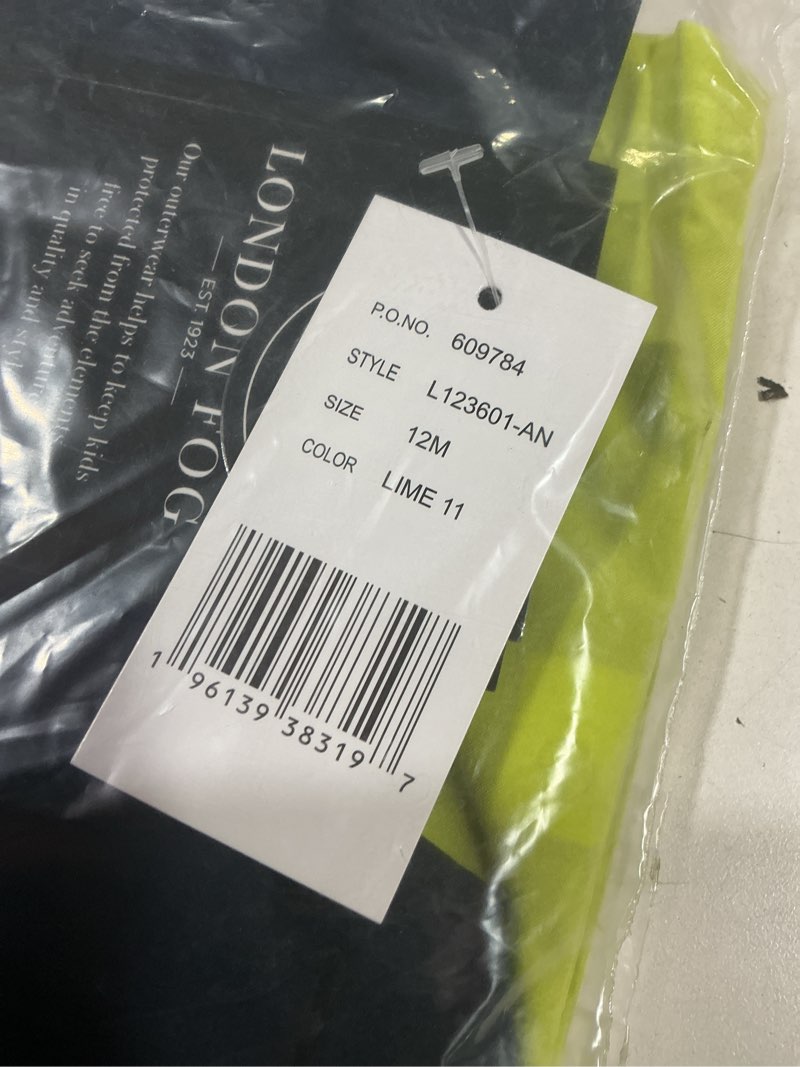 P.O.NO. 609784
STYLE L123601-AN
SIZE 12M
COLOR LIME 11
1 96139 38319 7
LONDON FOG
EST. 1923
Our outerwear helps to keep kids
protected from the elements,
free to seek adventure
in quality and style